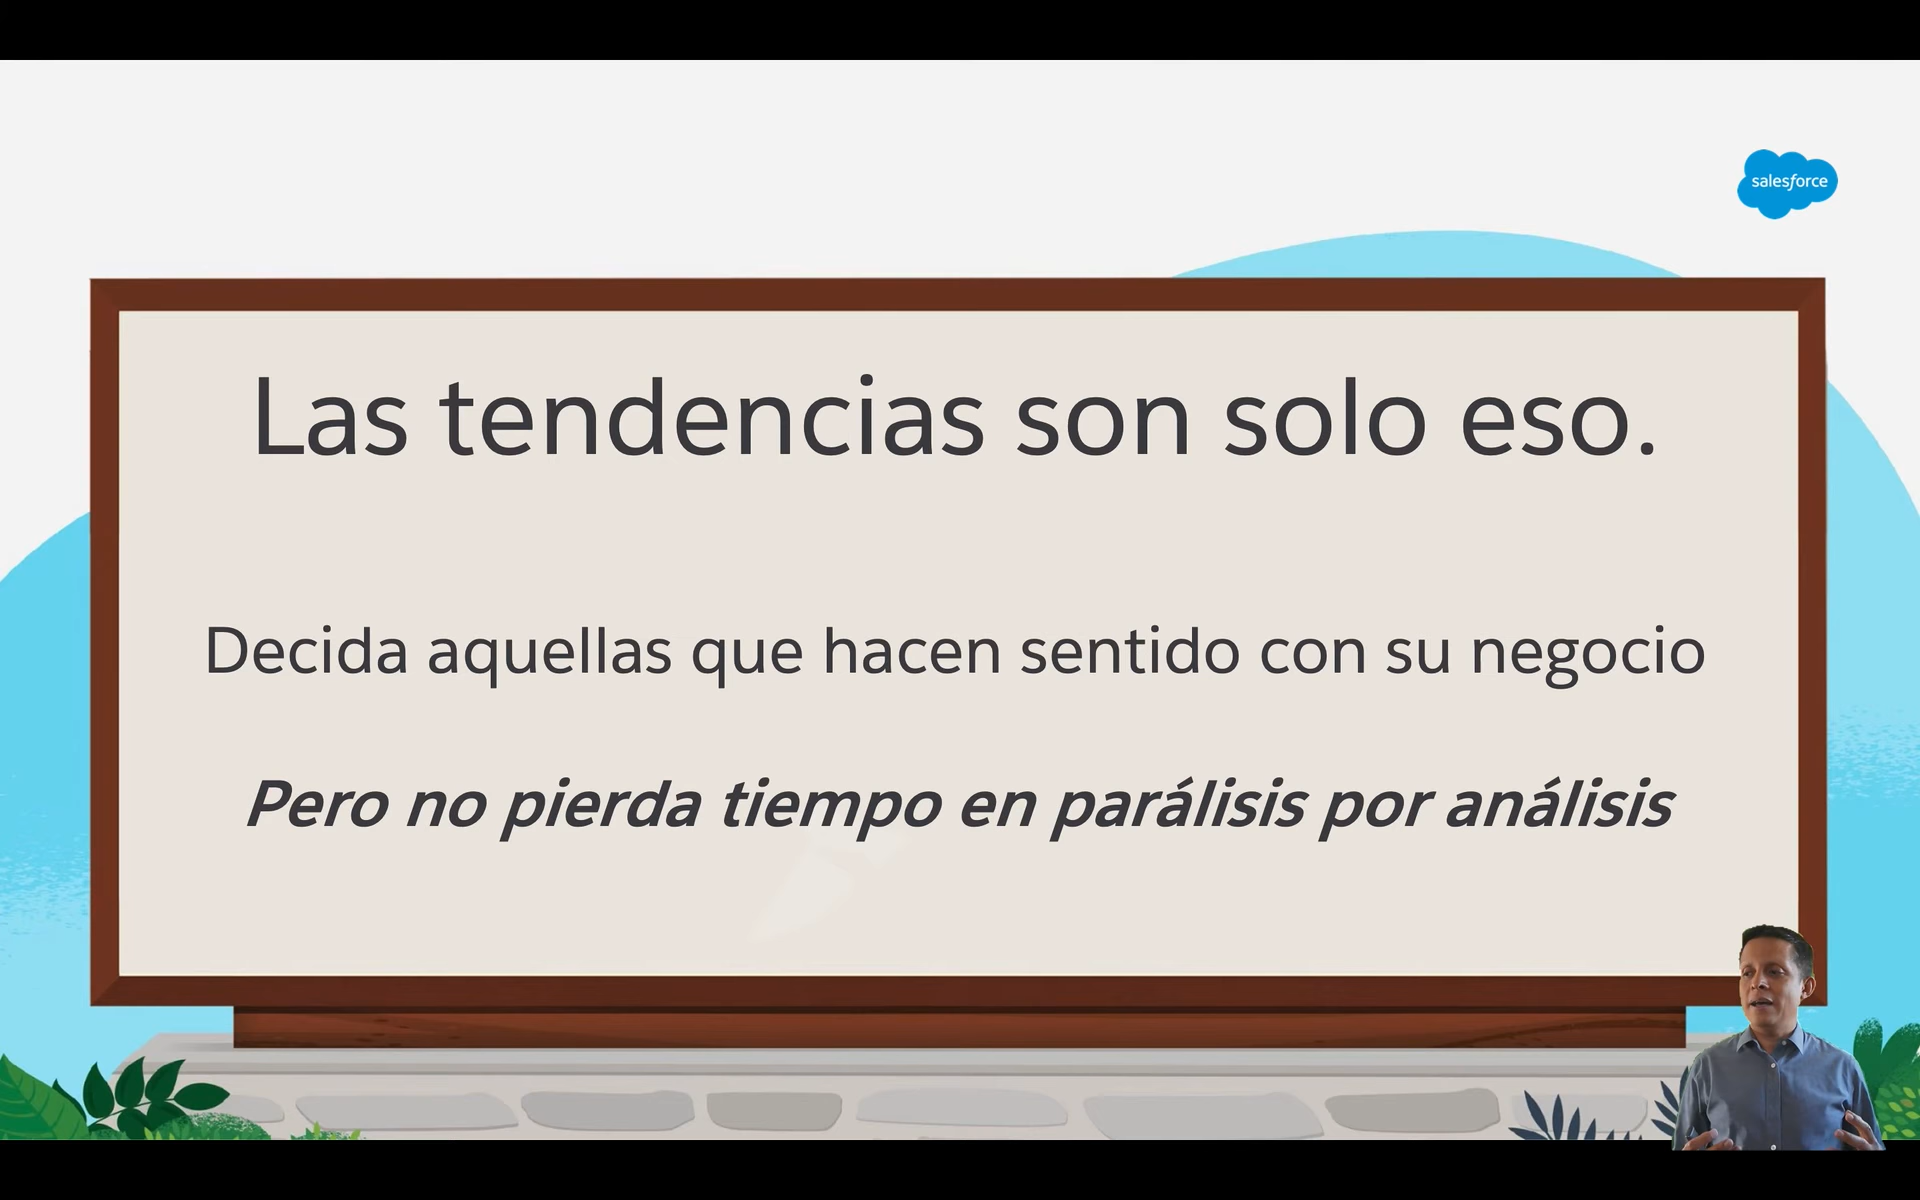 salesforce
Las tendencias son solo eso.
Decida aquellas que hacen sentido con su negocio
Pero no pierda tiempo en parálisis por análisis